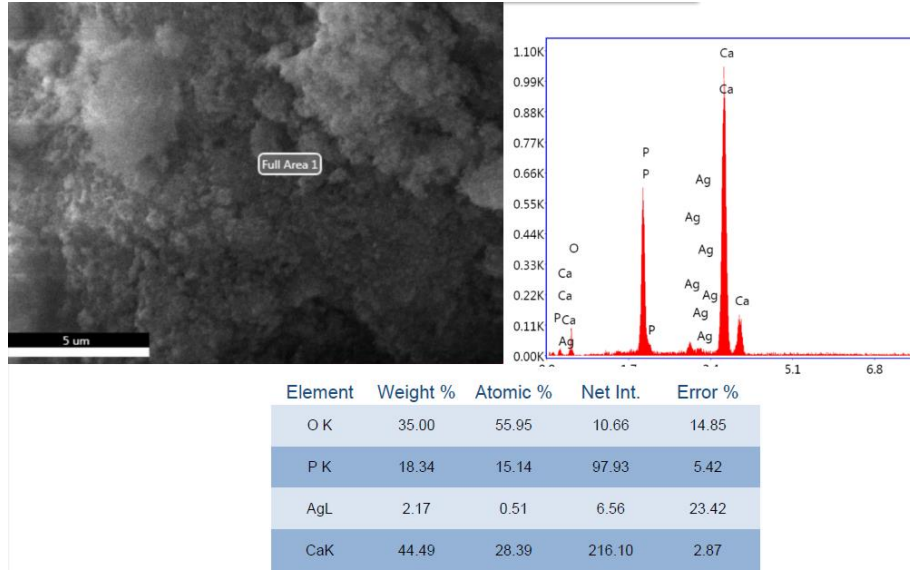 Full Area 1
5 um
1.10K
0.99K
0.88K
0.77K
0.66K
0.55K
0.44K
0.33K
0.22K
0.11K
0.00K
Ca
Ca
P
P
Ag
Ag
Ag
Ag
Ag
Ag
Ag
O
Ca
Ca
P Ca
Ag
P
Ca
5.1 6.8
Element Weight % Atomic % Net Int. Error %
O K 35.00 55.95 10.66 14.85
P K 18.34 15.14 97.93 5.42
AgL 2.17 0.51 6.56 23.42
CaK 44.49 28.39 216.10 2.87